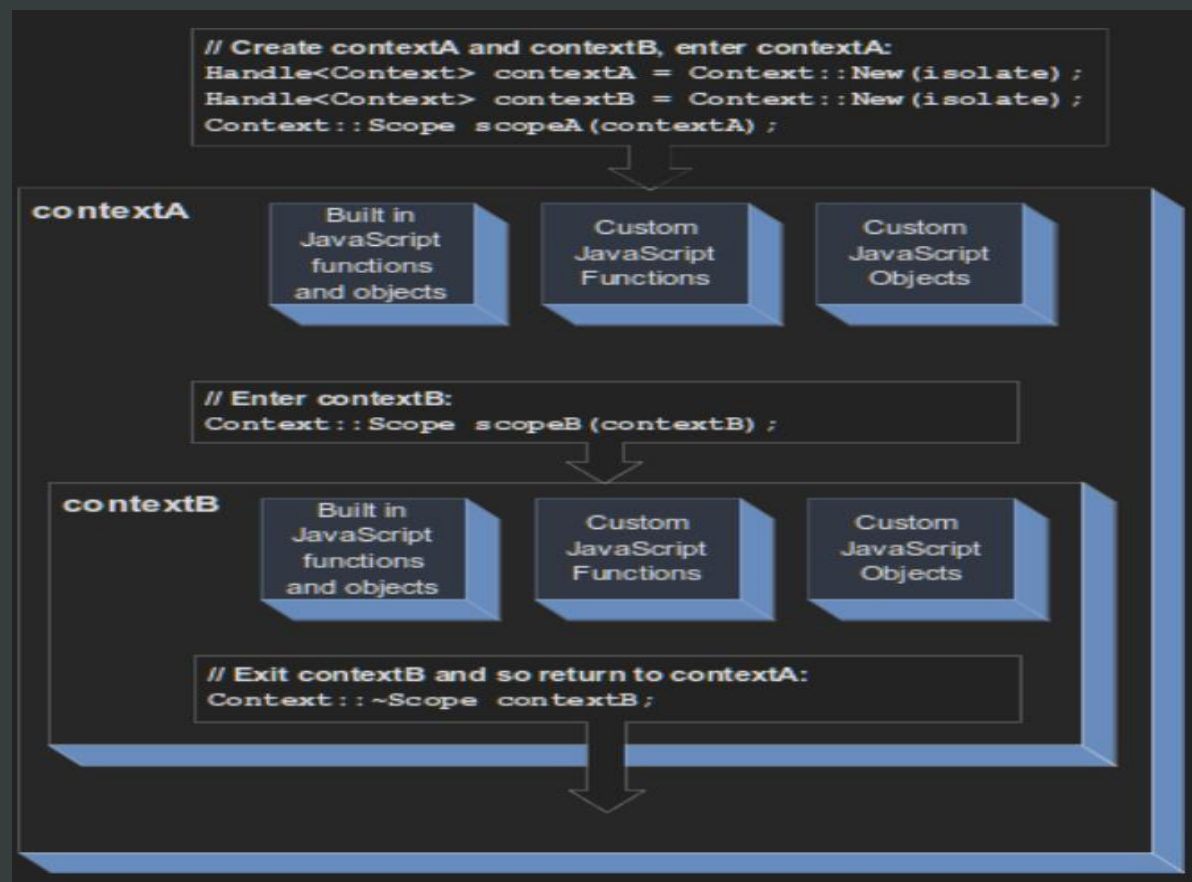 // Create contextA and contextB, enter contextA:
Handle<Context> contextA = Context::New(isolate);
Handle<Context> contextB = Context::New(isolate);
Context::Scope scopeA(contextA);
contextA
Built in
JavaScript
functions
and objects
Custom
JavaScript
Functions
Custom
JavaScript
Objects
// Enter contextB:
Context::Scope scopeB(contextB);
contextB
Built in
JavaScript
functions
and objects
Custom
JavaScript
Functions
Custom
JavaScript
Objects
// Exit contextB and so return to contextA:
Context::~Scope contextB;